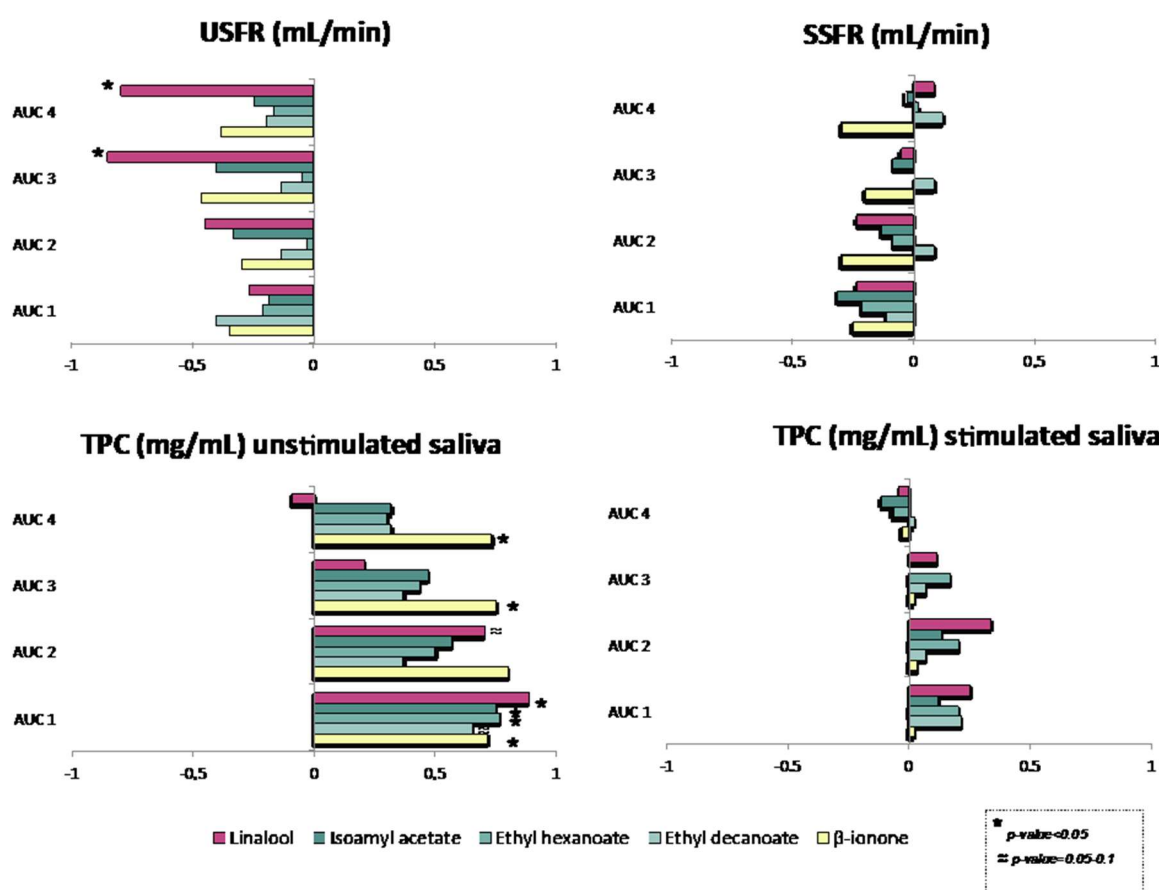 USFR (mL/min)
AUC 4
*
AUC 3
*
AUC 2
AUC 1
-1
-0,5
0
0,5
1
SSFR (mL/min)
AUC 4
AUC 3
AUC 2
AUC 1
-1
-0.5
0
0.5
1
TPC (mg/mL) unstimulated saliva
AUC 4
*
AUC 3
*
AUC 2
≈
AUC 1
*
*
*
≈
*
-1
-0,5
0
0,5
1
TPC (mg/mL) stimulated saliva
AUC 4
AUC 3
AUC 2
AUC 1
-1
-0.5
0
0.5
1
Linalool Isoamyl acetate Ethyl hexanoate Ethyl decanoate β-ionone
* p-value<0.05
≈ p-value=0.05-0.1